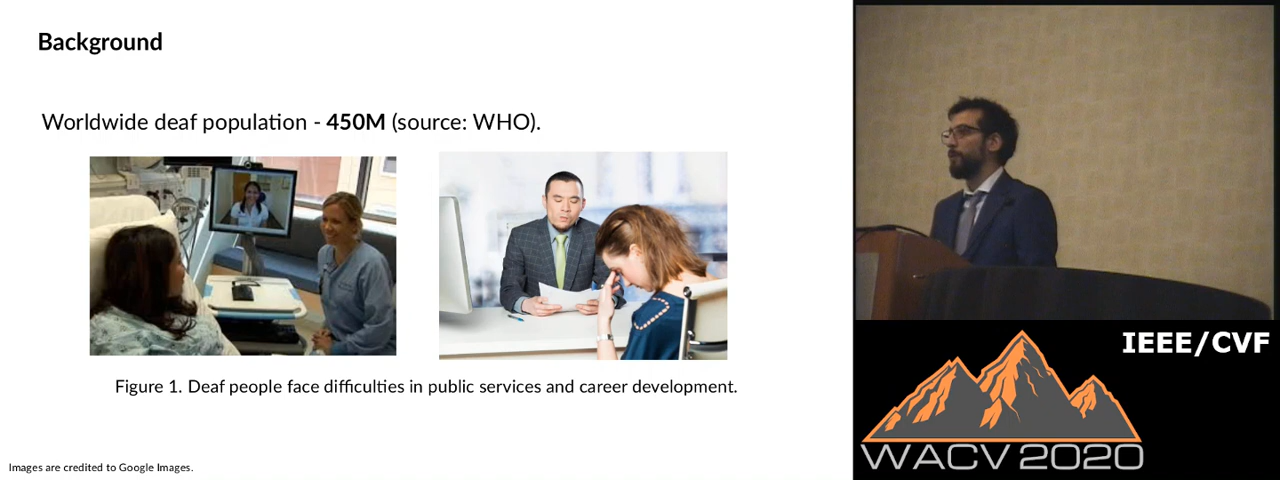 Background
Worldwide deaf population - 450M (source: WHO).
Figure 1. Deaf people face difficulties in public services and career development.
Images are credited to Google Images.
IEEE/CVF
WACV 2020